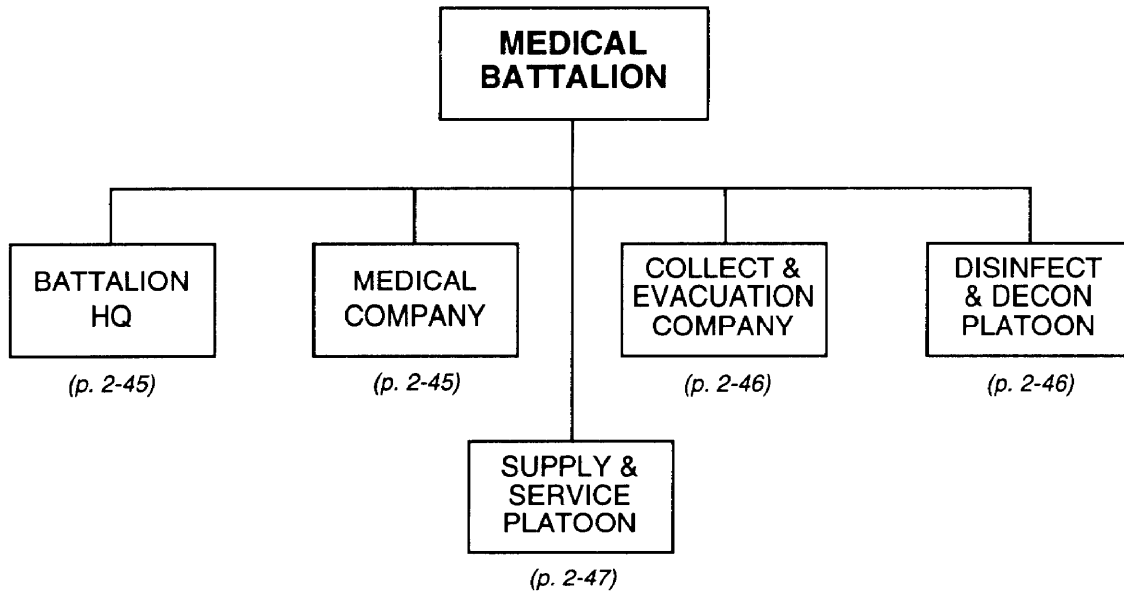 MEDICAL
BATTALION
BATTALION
HQ
(p. 2-45)
MEDICAL
COMPANY
(p. 2-45)
COLLECT &
EVACUATION
COMPANY
(p. 2-46)
DISINFECT
& DECON
PLATOON
(p. 2-46)
SUPPLY &
SERVICE
PLATOON
(p. 2-47)